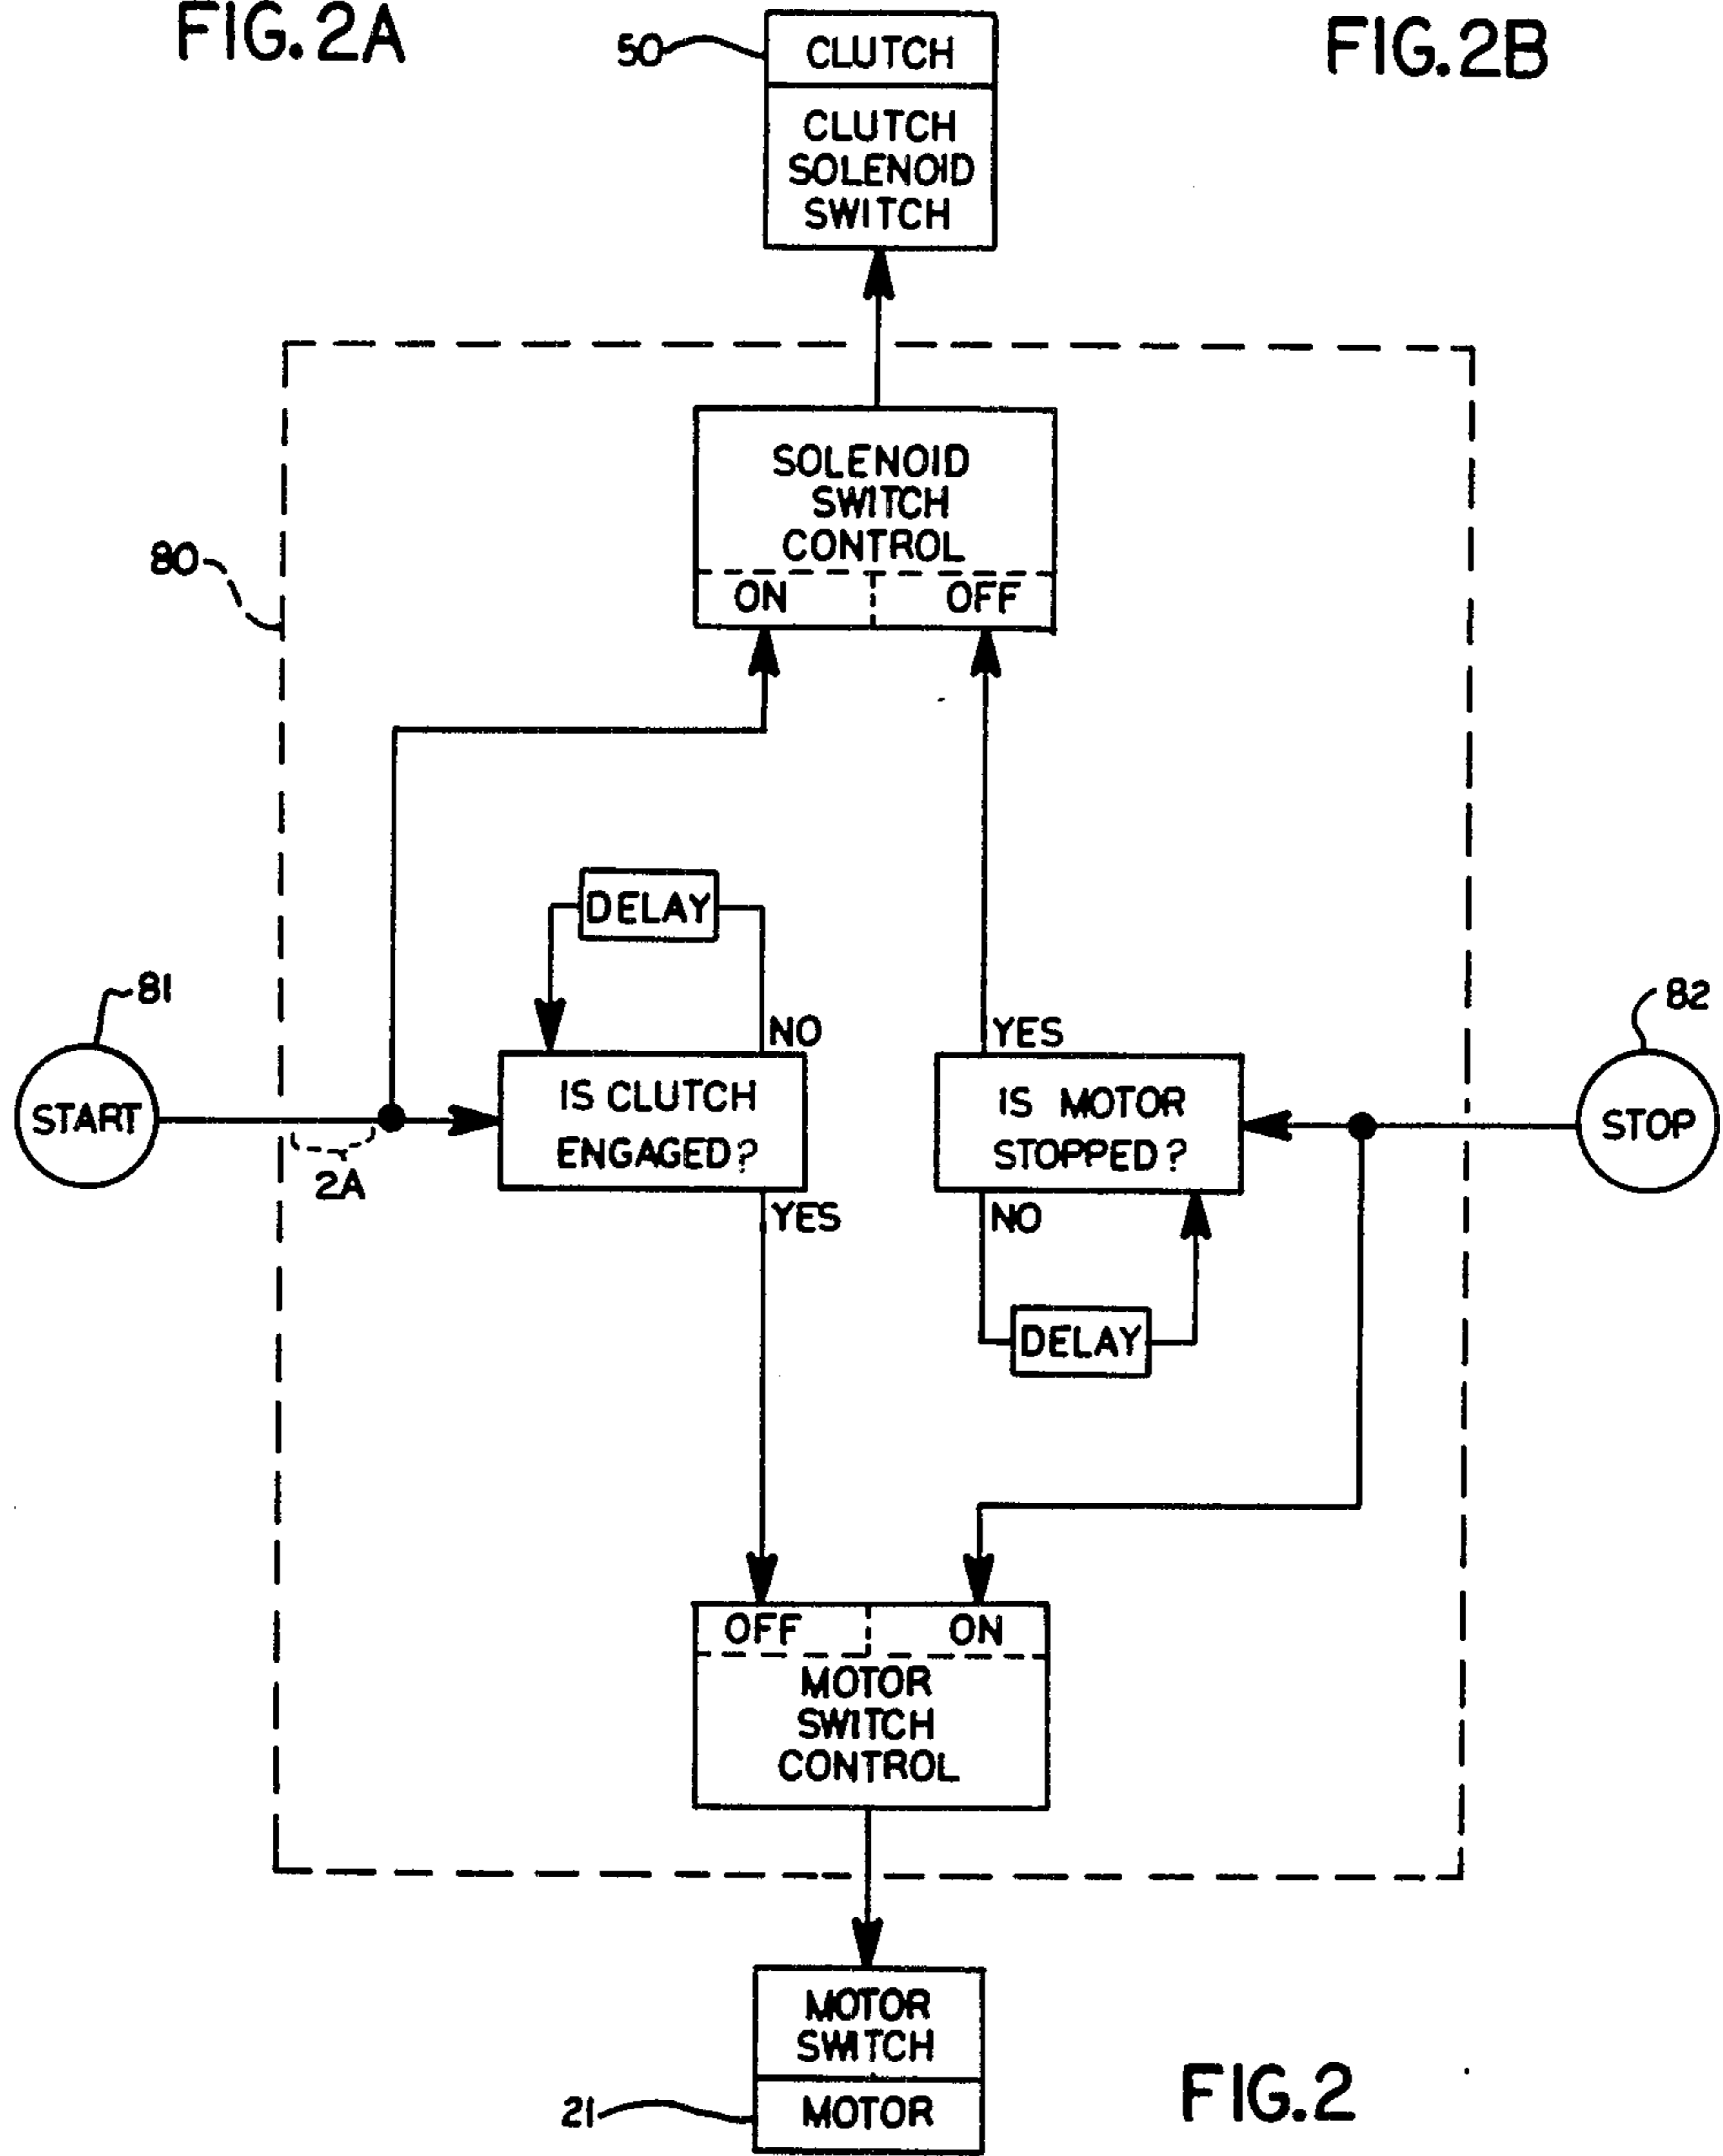 FIG. 2A
FIG. 2B
50
CLUTCH
CLUTCH
SOLENOID
SWITCH
SOLENOID
SWITCH
CONTROL
ON
OFF
80
DELAY
81
82
NO
YES
START
IS CLUTCH
ENGAGED?
IS MOTOR
STOPPED?
STOP
2A
YES
NO
DELAY
OFF
ON
MOTOR
SWITCH
CONTROL
MOTOR
SWITCH
21
MOTOR
FIG. 2